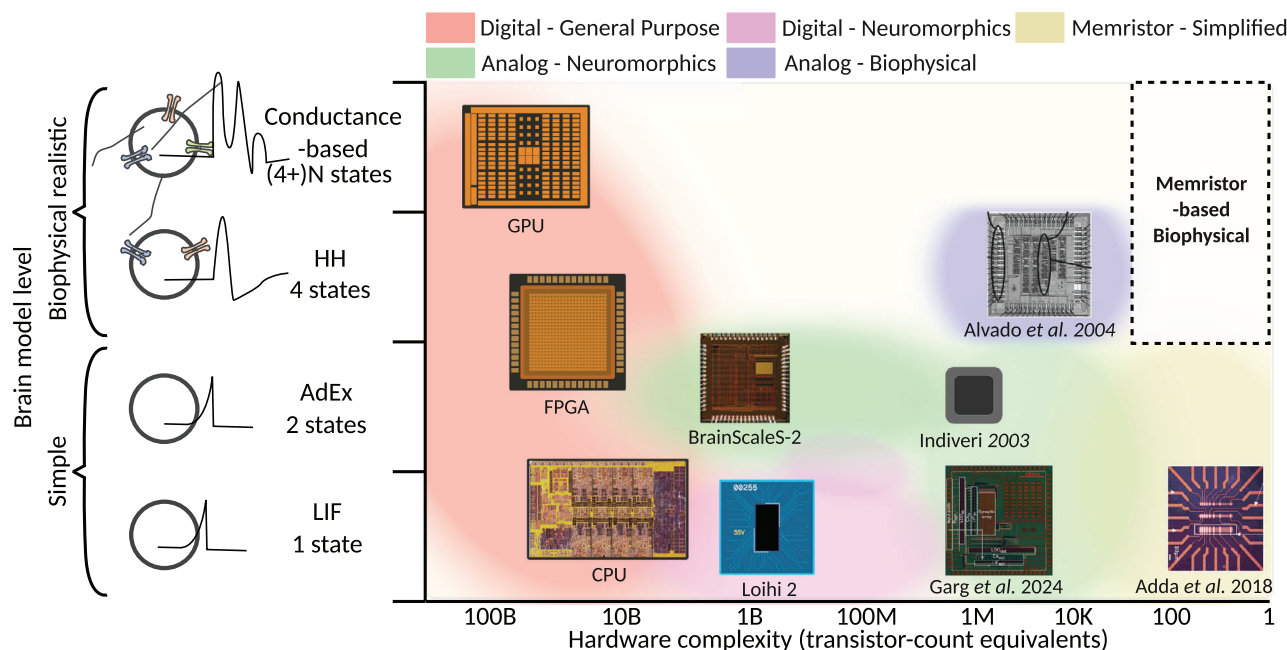 Digital - General Purpose
Digital - Neuromorphics
Memristor - Simplified
Analog - Neuromorphics
Analog - Biophysical
Brain model level
Biophysical realistic
Simple
Conductance
-based
(4+)N states
HH
4 states
AdEx
2 states
LIF
1 state
GPU
FPGA
CPU
BrainScaleS-2
00255
Loihi 2
Alvado et al. 2004
Indiveri 2003
Synaptic
array
Garg et al. 2024
Adda et al. 2018
Memristor
-based
Biophysical
100B 10B 1B 100M 1M 10K 100 1
Hardware complexity (transistor-count equivalents)